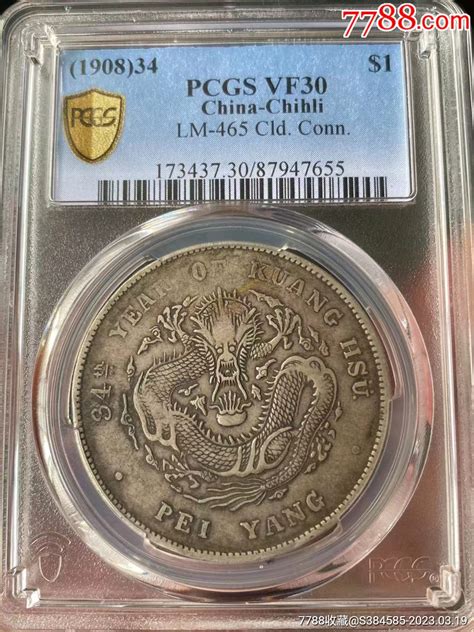 7788.com
(1908)34
$1
PCGS VF30
China-Chihli
LM-465 Cld. Conn.
PCGS
173437.30/87947655
34th YEAR OF KUANG HSÜ
PEI YANG
PCGS
7788收藏@S384585-2023.03.19